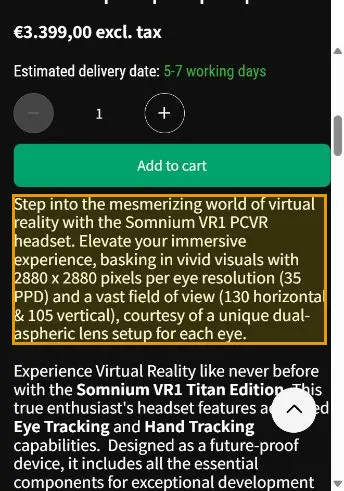 €3.399,00 excl. tax
Estimated delivery date: 5-7 working days
1
Add to cart
Step into the mesmerizing world of virtual
reality with the Somnium VR1 PCVR
headset. Elevate your immersive
experience, basking in vivid visuals with
2880 x 2880 pixels per eye resolution (35
PPD) and a vast field of view (130 horizontal
& 105 vertical), courtesy of a unique dual-
aspheric lens setup for each eye.
Experience Virtual Reality like never before
with the Somnium VR1 Titan Edition. This
true enthusiast's headset features
Eye Tracking and Hand Tracking
capabilities. Designed as a future-proof
device, it includes all the essential
components for exceptional development